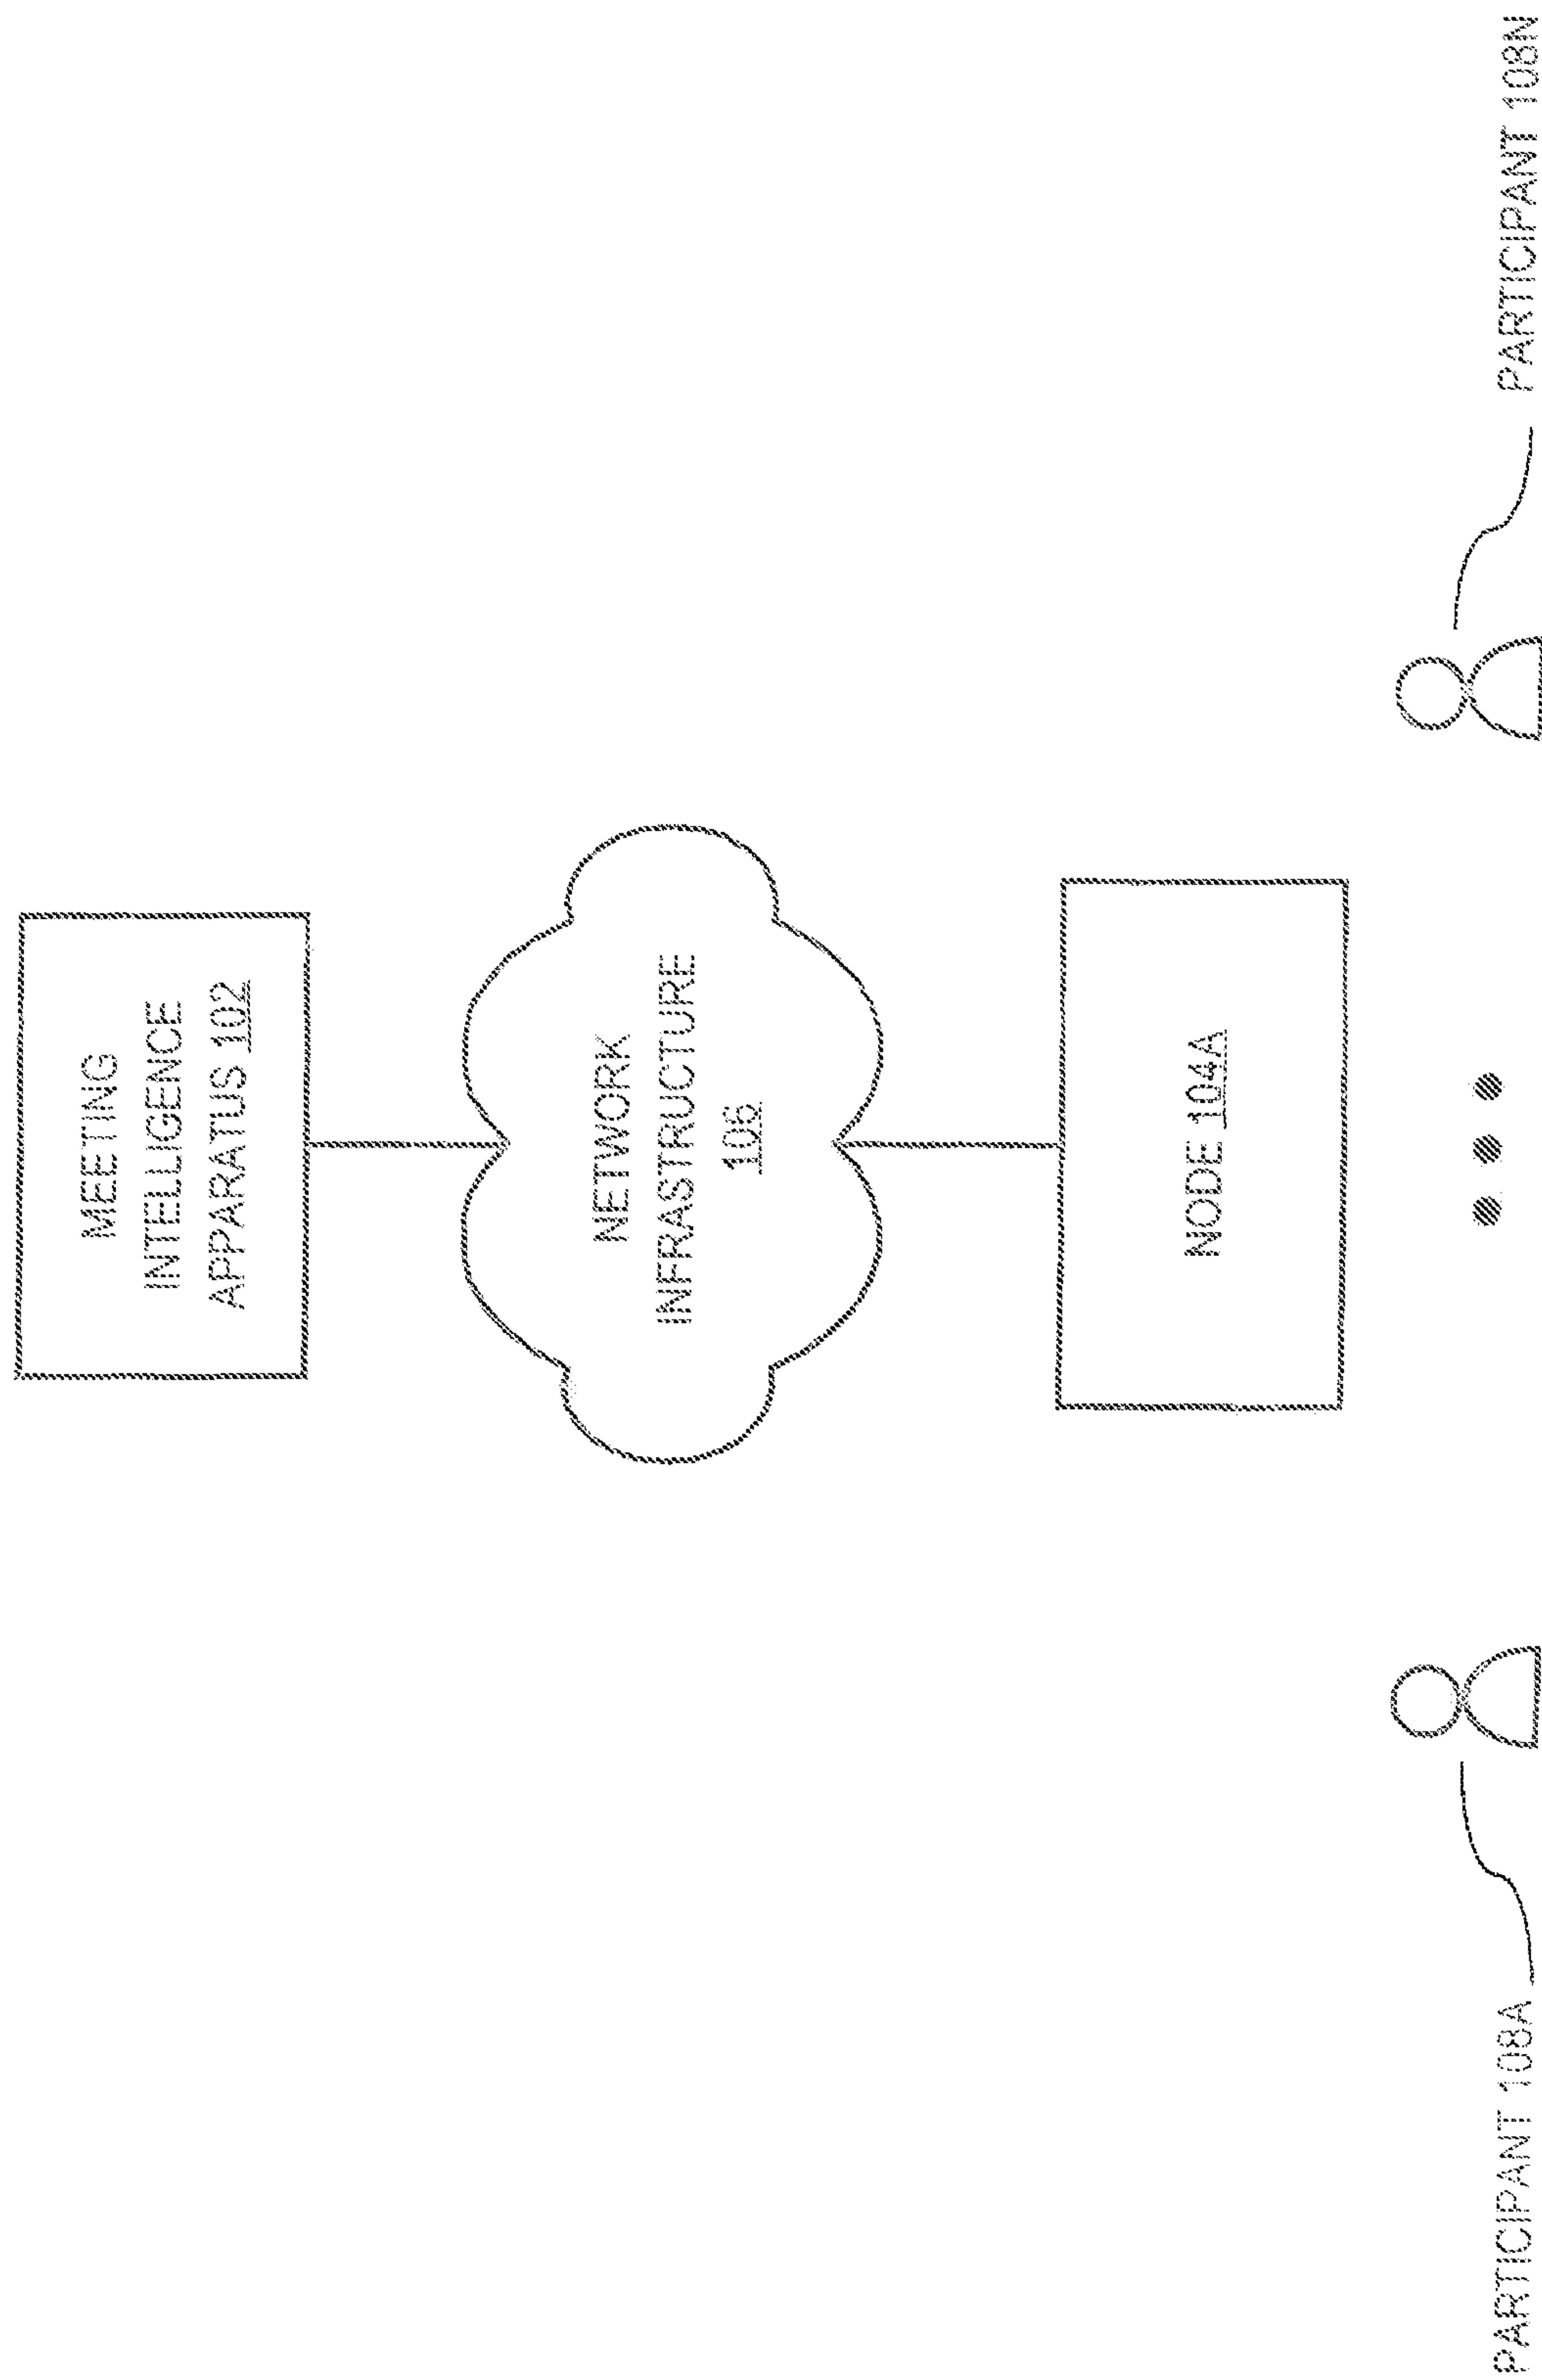 MEETING
INTELLIGENCE
APPARATUS 102
NETWORK
INFRASTRUCTURE
106
NODE 104A
PARTICIPANT 108A
PARTICIPANT 108N